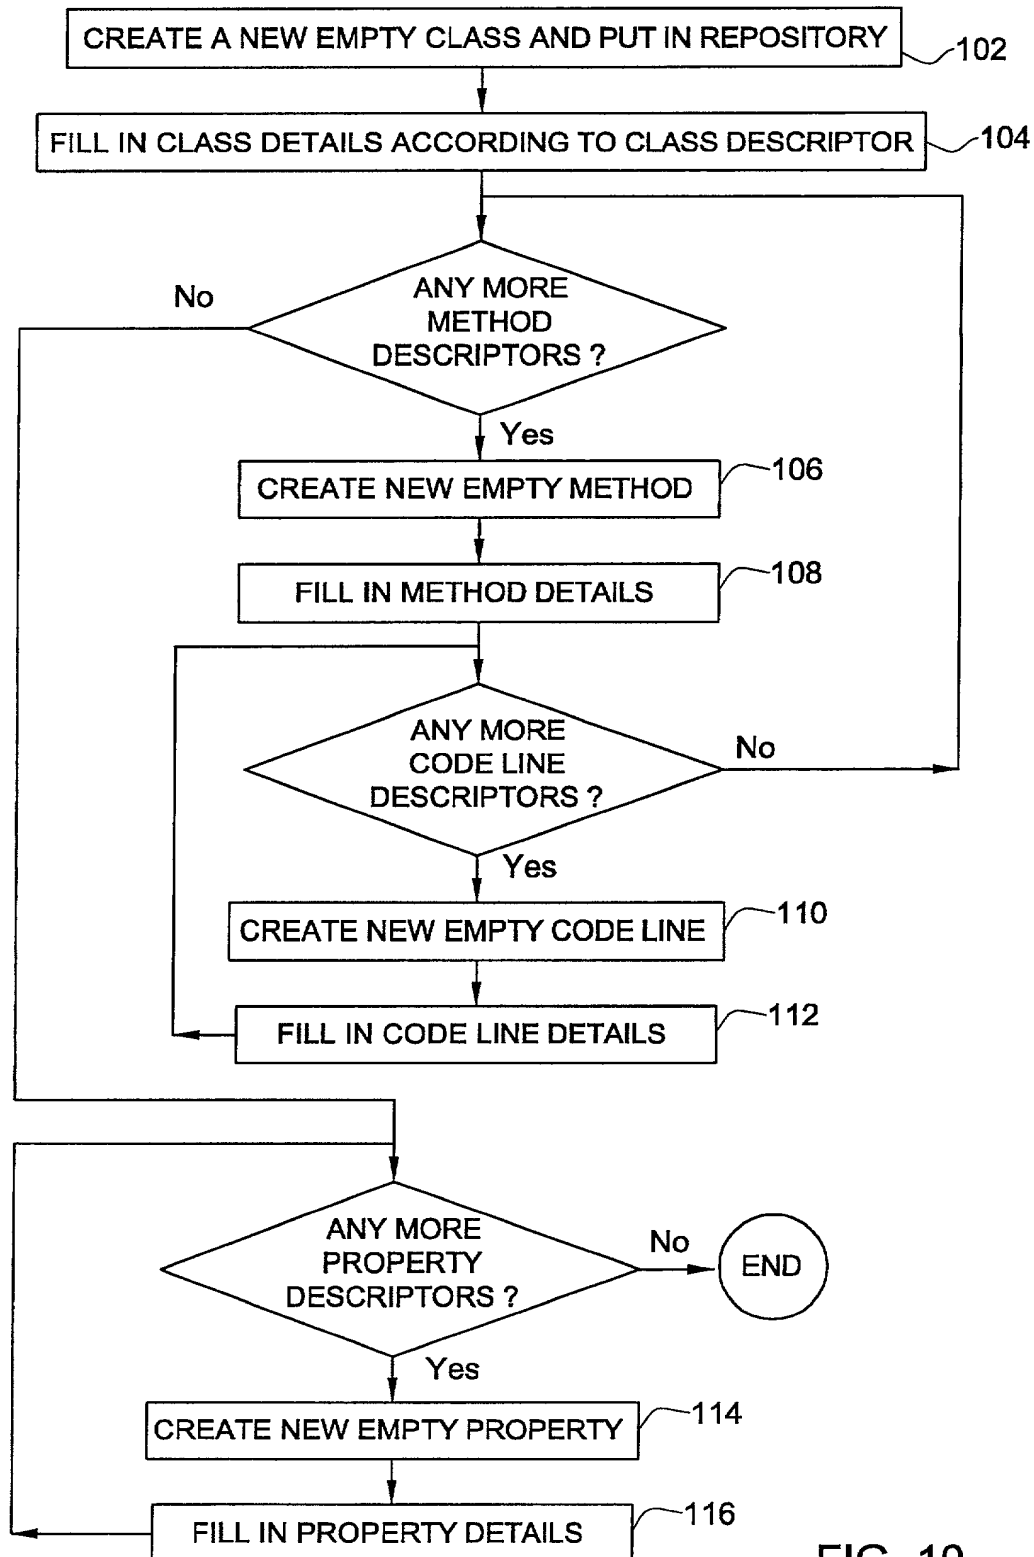 CREATE A NEW EMPTY CLASS AND PUT IN REPOSITORY
102
FILL IN CLASS DETAILS ACCORDING TO CLASS DESCRIPTOR
104
No
ANY MORE
METHOD
DESCRIPTORS ?
Yes
CREATE NEW EMPTY METHOD
106
FILL IN METHOD DETAILS
108
ANY MORE
CODE LINE
DESCRIPTORS ?
No
Yes
CREATE NEW EMPTY CODE LINE
110
FILL IN CODE LINE DETAILS
112
ANY MORE
PROPERTY
DESCRIPTORS ?
No
END
Yes
CREATE NEW EMPTY PROPERTY
114
FILL IN PROPERTY DETAILS
116
FIG. 10